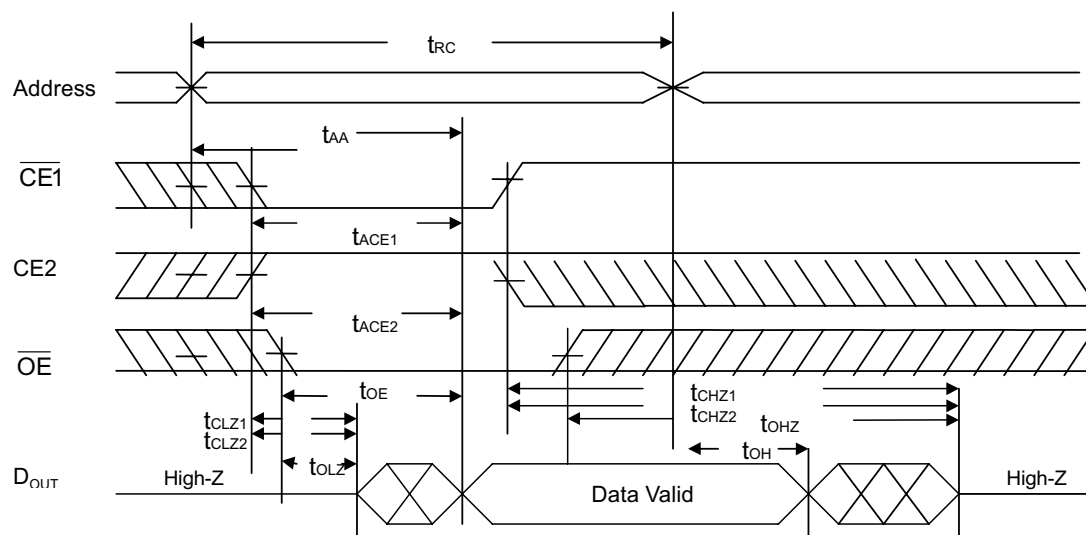 tRC
Address
tAA
CE1
tACE1
CE2
tACE2
OE
tOE
tCHZ1
tCLZ1
tCHZ2
tCLZ2
tOHZ
tOLZ
tOH
DOUT
High-Z
Data Valid
High-Z